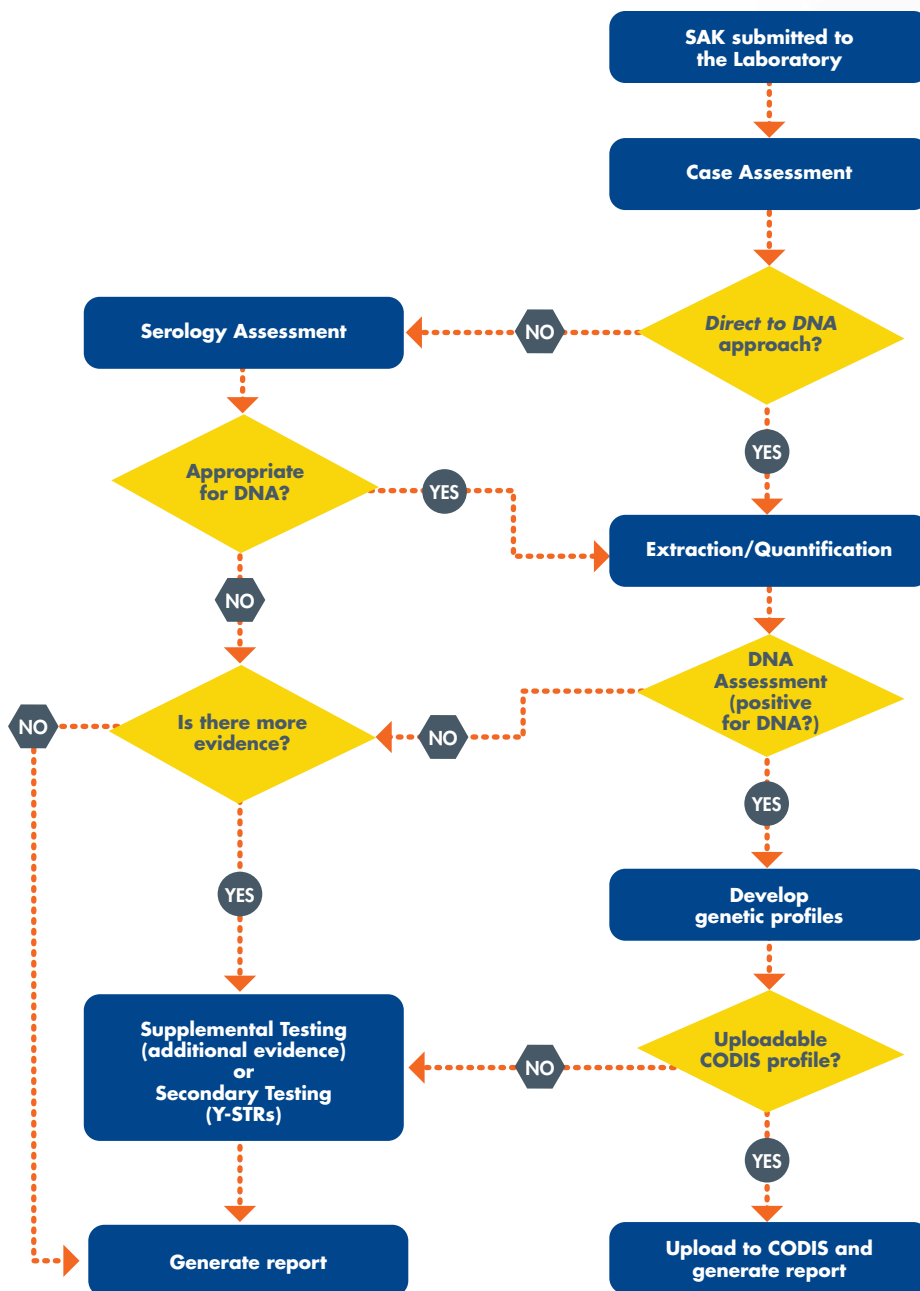 SAK submitted to
the Laboratory
Case Assessment
Direct to DNA
approach?
NO
Serology Assessment
YES
Appropriate
for DNA?
YES
Extraction/Quantification
NO
DNA
Assessment
(positive
for DNA?)
NO
Is there more
evidence?
NO
YES
YES
Develop
genetic profiles
Supplemental Testing
(additional evidence)
or
Secondary Testing
(Y-STRs)
Uploadable
CODIS profile?
NO
YES
Generate report
Upload to CODIS and
generate report